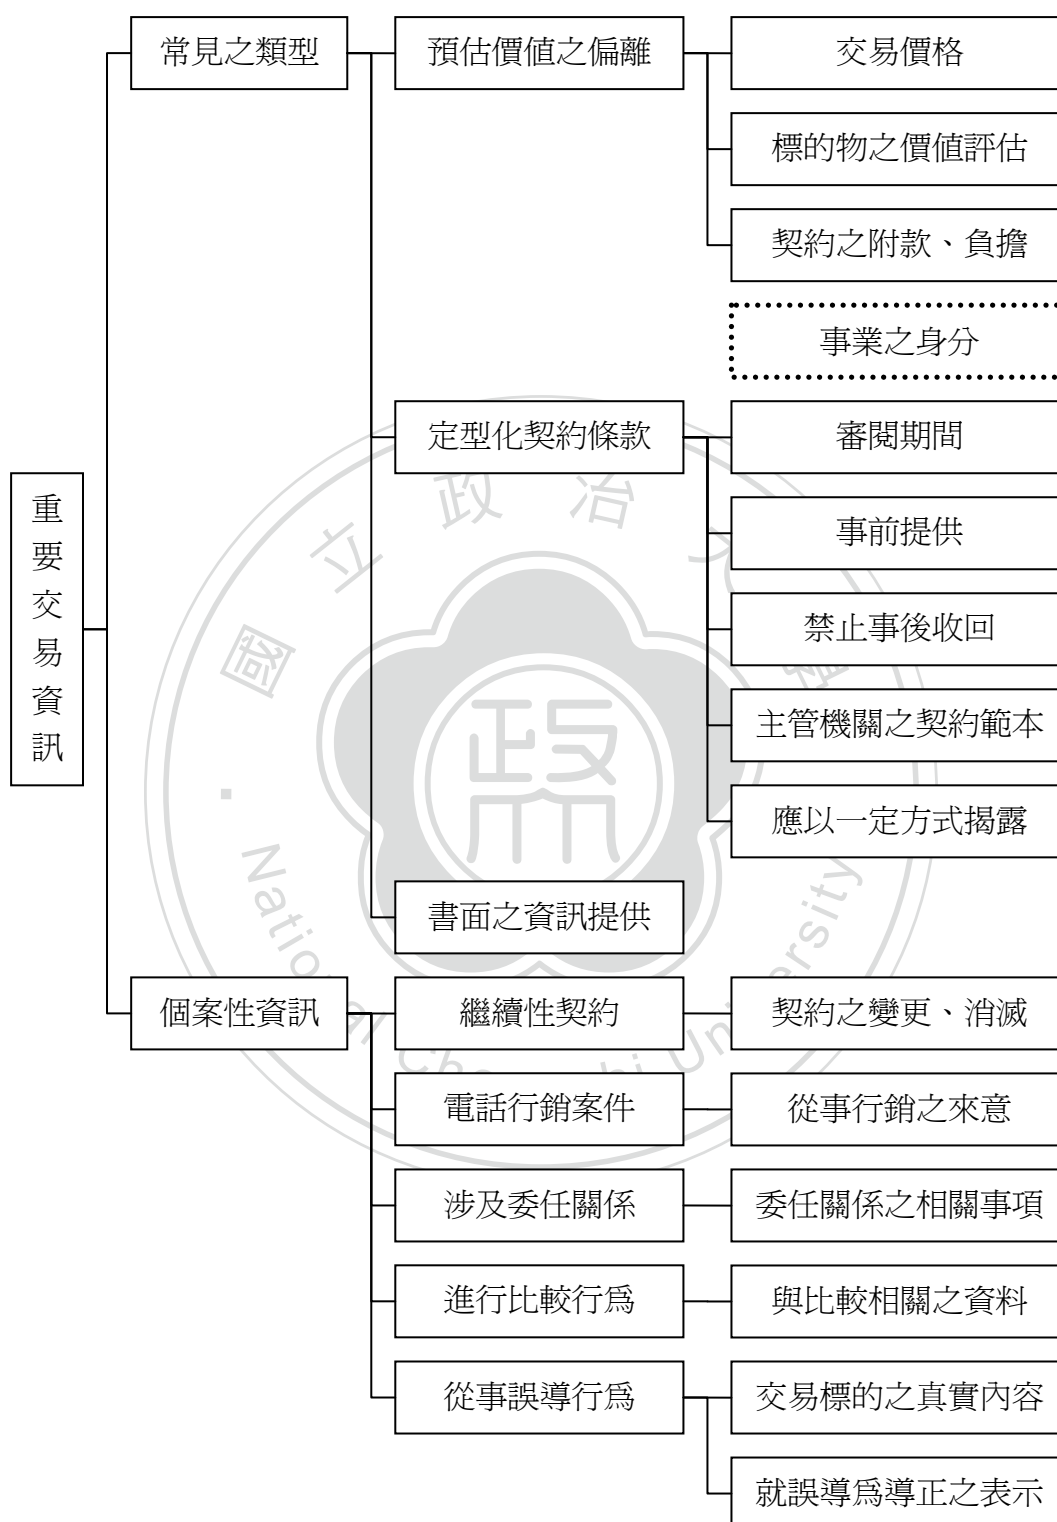 重要交易資訊
常見之類型
預估價值之偏離
交易價格
標的物之價值評估
契約之附款、負擔
事業之身分
定型化契約條款
審閱期間
事前提供
禁止事後收回
主管機關之契約範本
應以一定方式揭露
書面之資訊提供
個案性資訊
繼續性契約
契約之變更、消滅
電話行銷案件
從事行銷之來意
涉及委任關係
委任關係之相關事項
進行比較行爲
與比較相關之資料
從事誤導行爲
交易標的之真實內容
就誤導爲導正之表示
國立政治
政